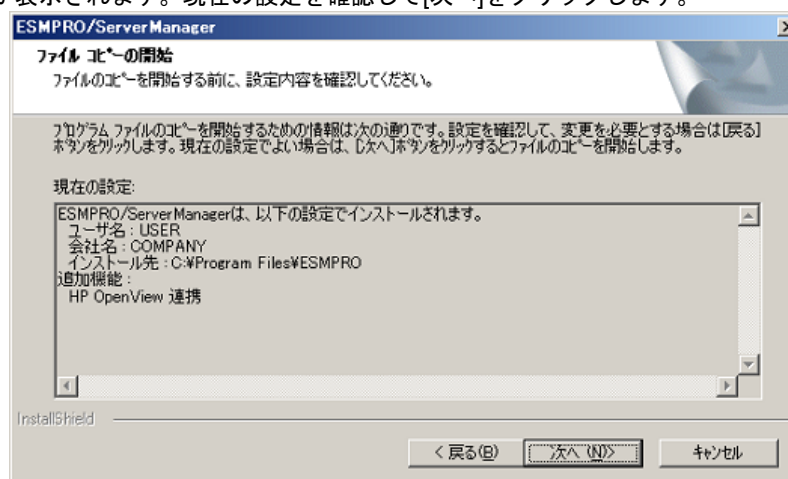 表示されます。現在の設定を確認して[次へ]をクリックします。
ESMPRO/ServerManager
ファイル コピーの開始
ファイルのコピーを開始する前に、設定内容を確認してください。
プログラム ファイルのコピーを開始するための情報は次の通りです。設定を確認して、変更を必要とする場合は[戻る]
ボタンをクリックします。現在の設定でよい場合は、[次へ]ボタンをクリックするとファイルのコピーを開始します。
現在の設定:
ESMPRO/ServerManagerは、以下の設定でインストールされます。
ユーザ名 : USER
会社名 : COMPANY
インストール先 : C:¥Program Files¥ESMPRO
追加機能 :
HP OpenView 連携
InstallShield
< 戻る(B)
次へ (N)>
キャンセル